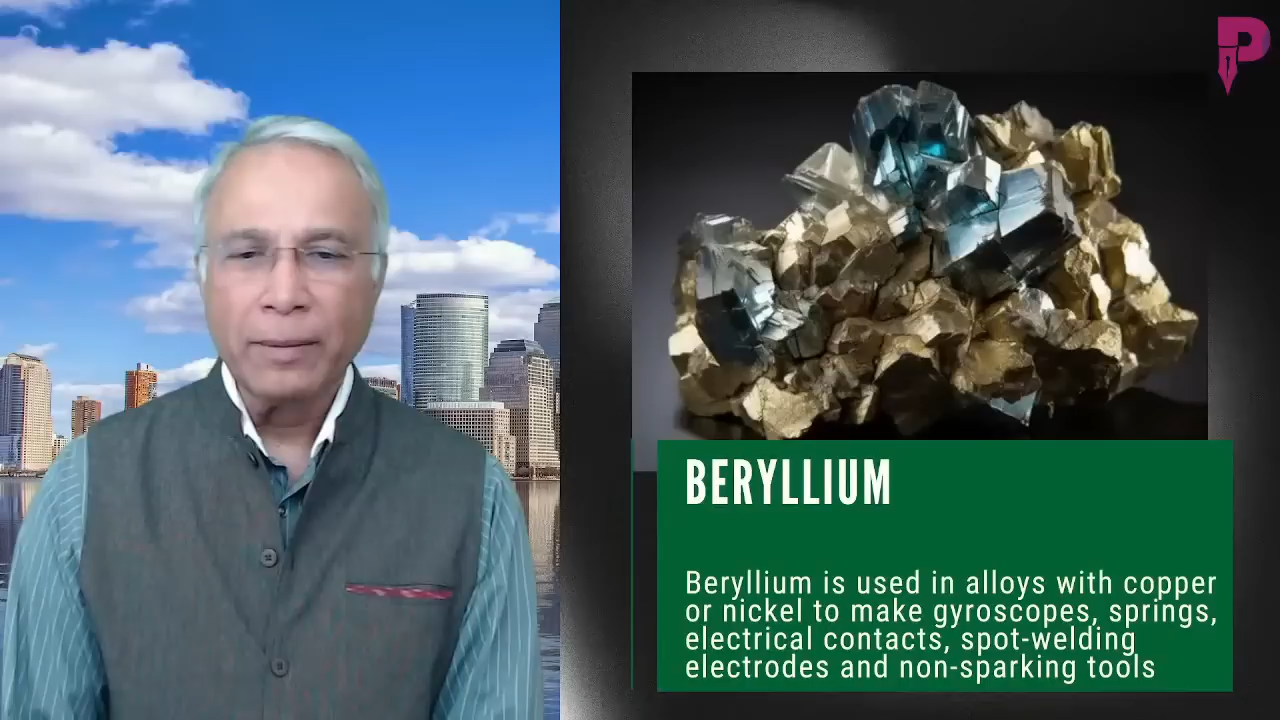 BERYLLIUM
Beryllium is used in alloys with copper
or nickel to make gyroscopes, springs,
electrical contacts, spot-welding
electrodes and non-sparking tools